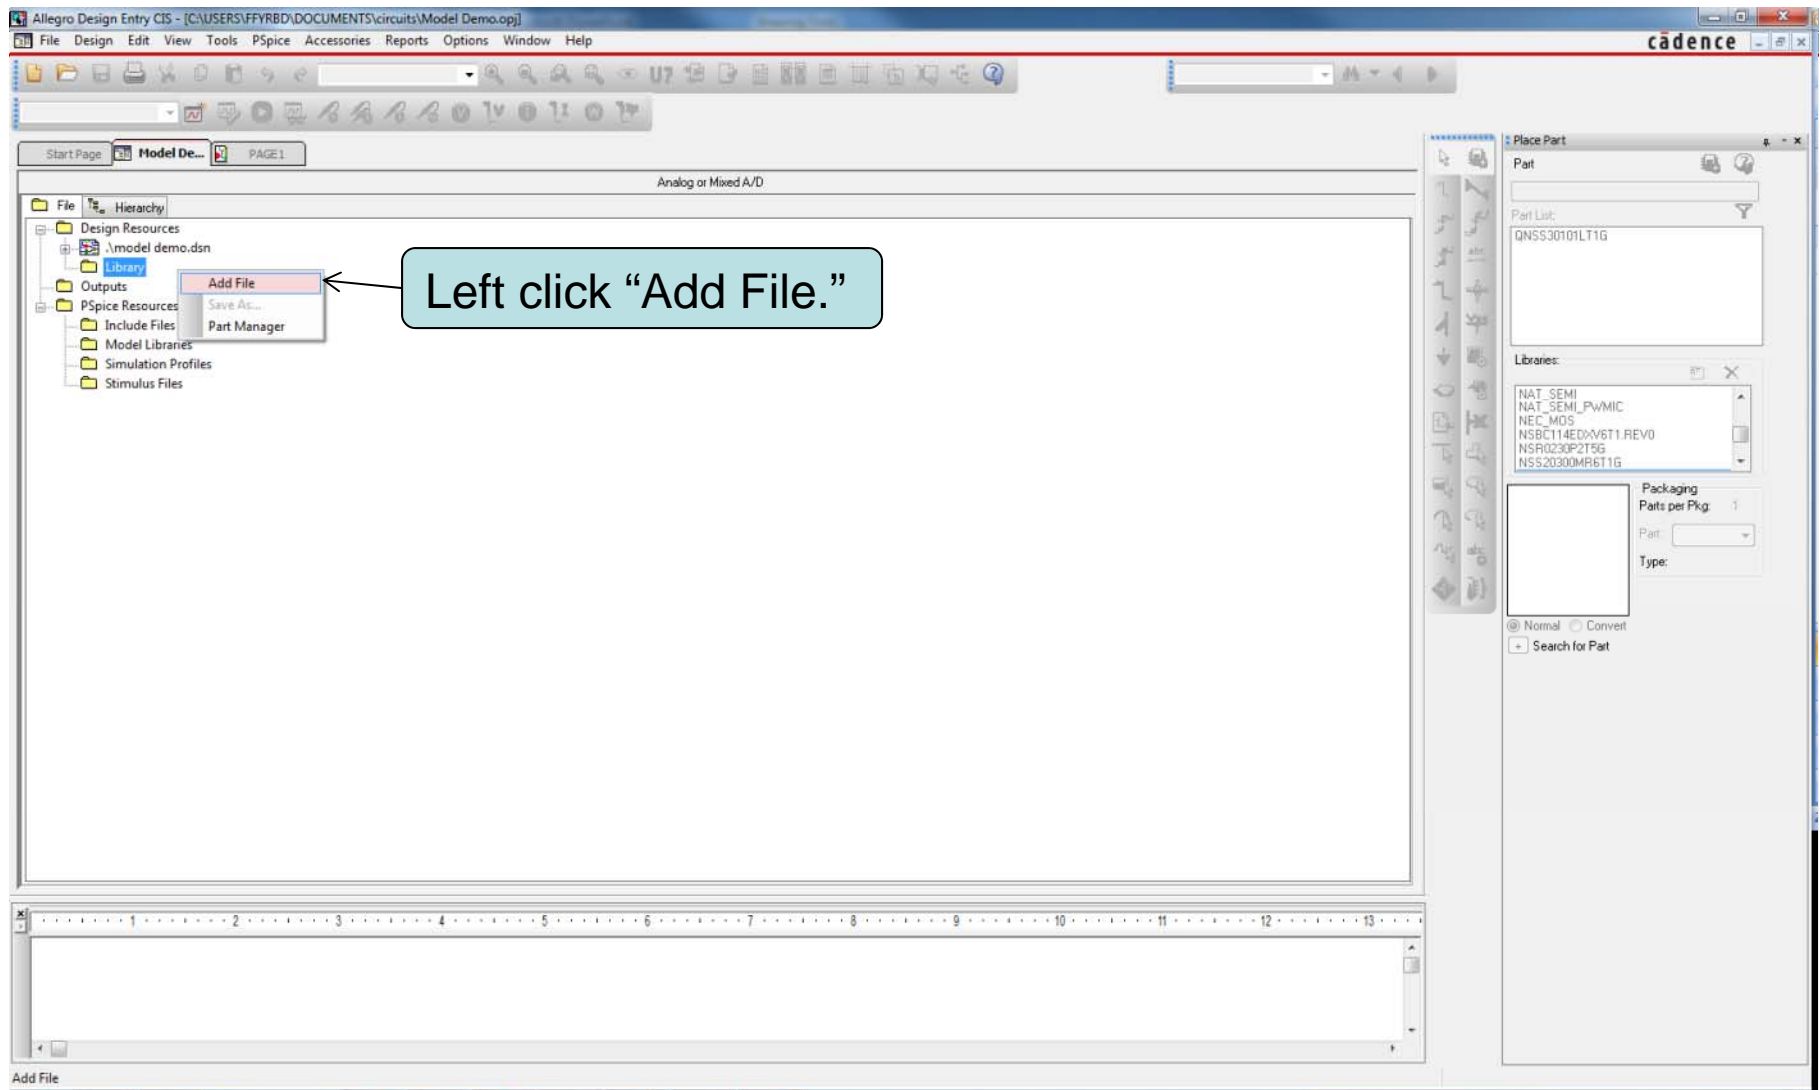 Allegro Design Entry CIS - [C:\USERS\FFYRBD\DOCUMENTS\circuits\Model Demo.opj]
File Design Edit View Tools PSpice Accessories Reports Options Window Help
cādence
U?
Start Page
Model De...
PAGE1
Analog or Mixed A/D
File
Hierarchy
Design Resources
.\model demo.dsn
Library
Outputs
PSpice Resources
Include Files
Model Libraries
Simulation Profiles
Stimulus Files
Add File
Save As...
Part Manager
Left click “Add File.”
Place Part
Part
Part List:
QNSS30101LT1G
Libraries:
NAT_SEMI
NAT_SEMI_PWMIC
NEC_MOS
NSBC114EDXV6T1.REV0
NSR0230P2T5G
NSS20300MR6T1G
Packaging
Parts per Pkg: 1
Part:
Type:
Normal Convert
+ Search for Part
1 2 3 4 5 6 7 8 9 10 11 12 13
Add File